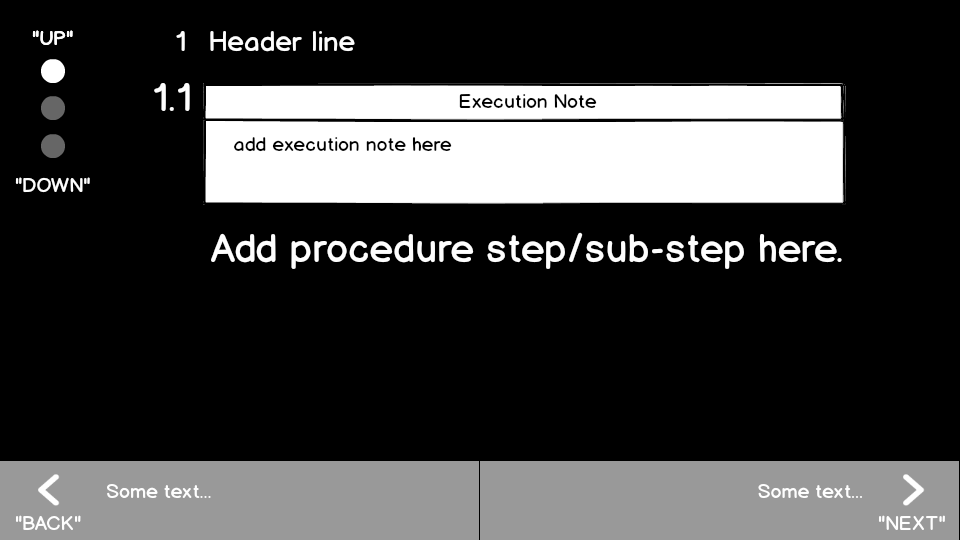 "UP"
1 Header line
1.1
Execution Note
add execution note here
"DOWN"
Add procedure step/sub-step here.
Some text...
"BACK"
Some text...
"NEXT"